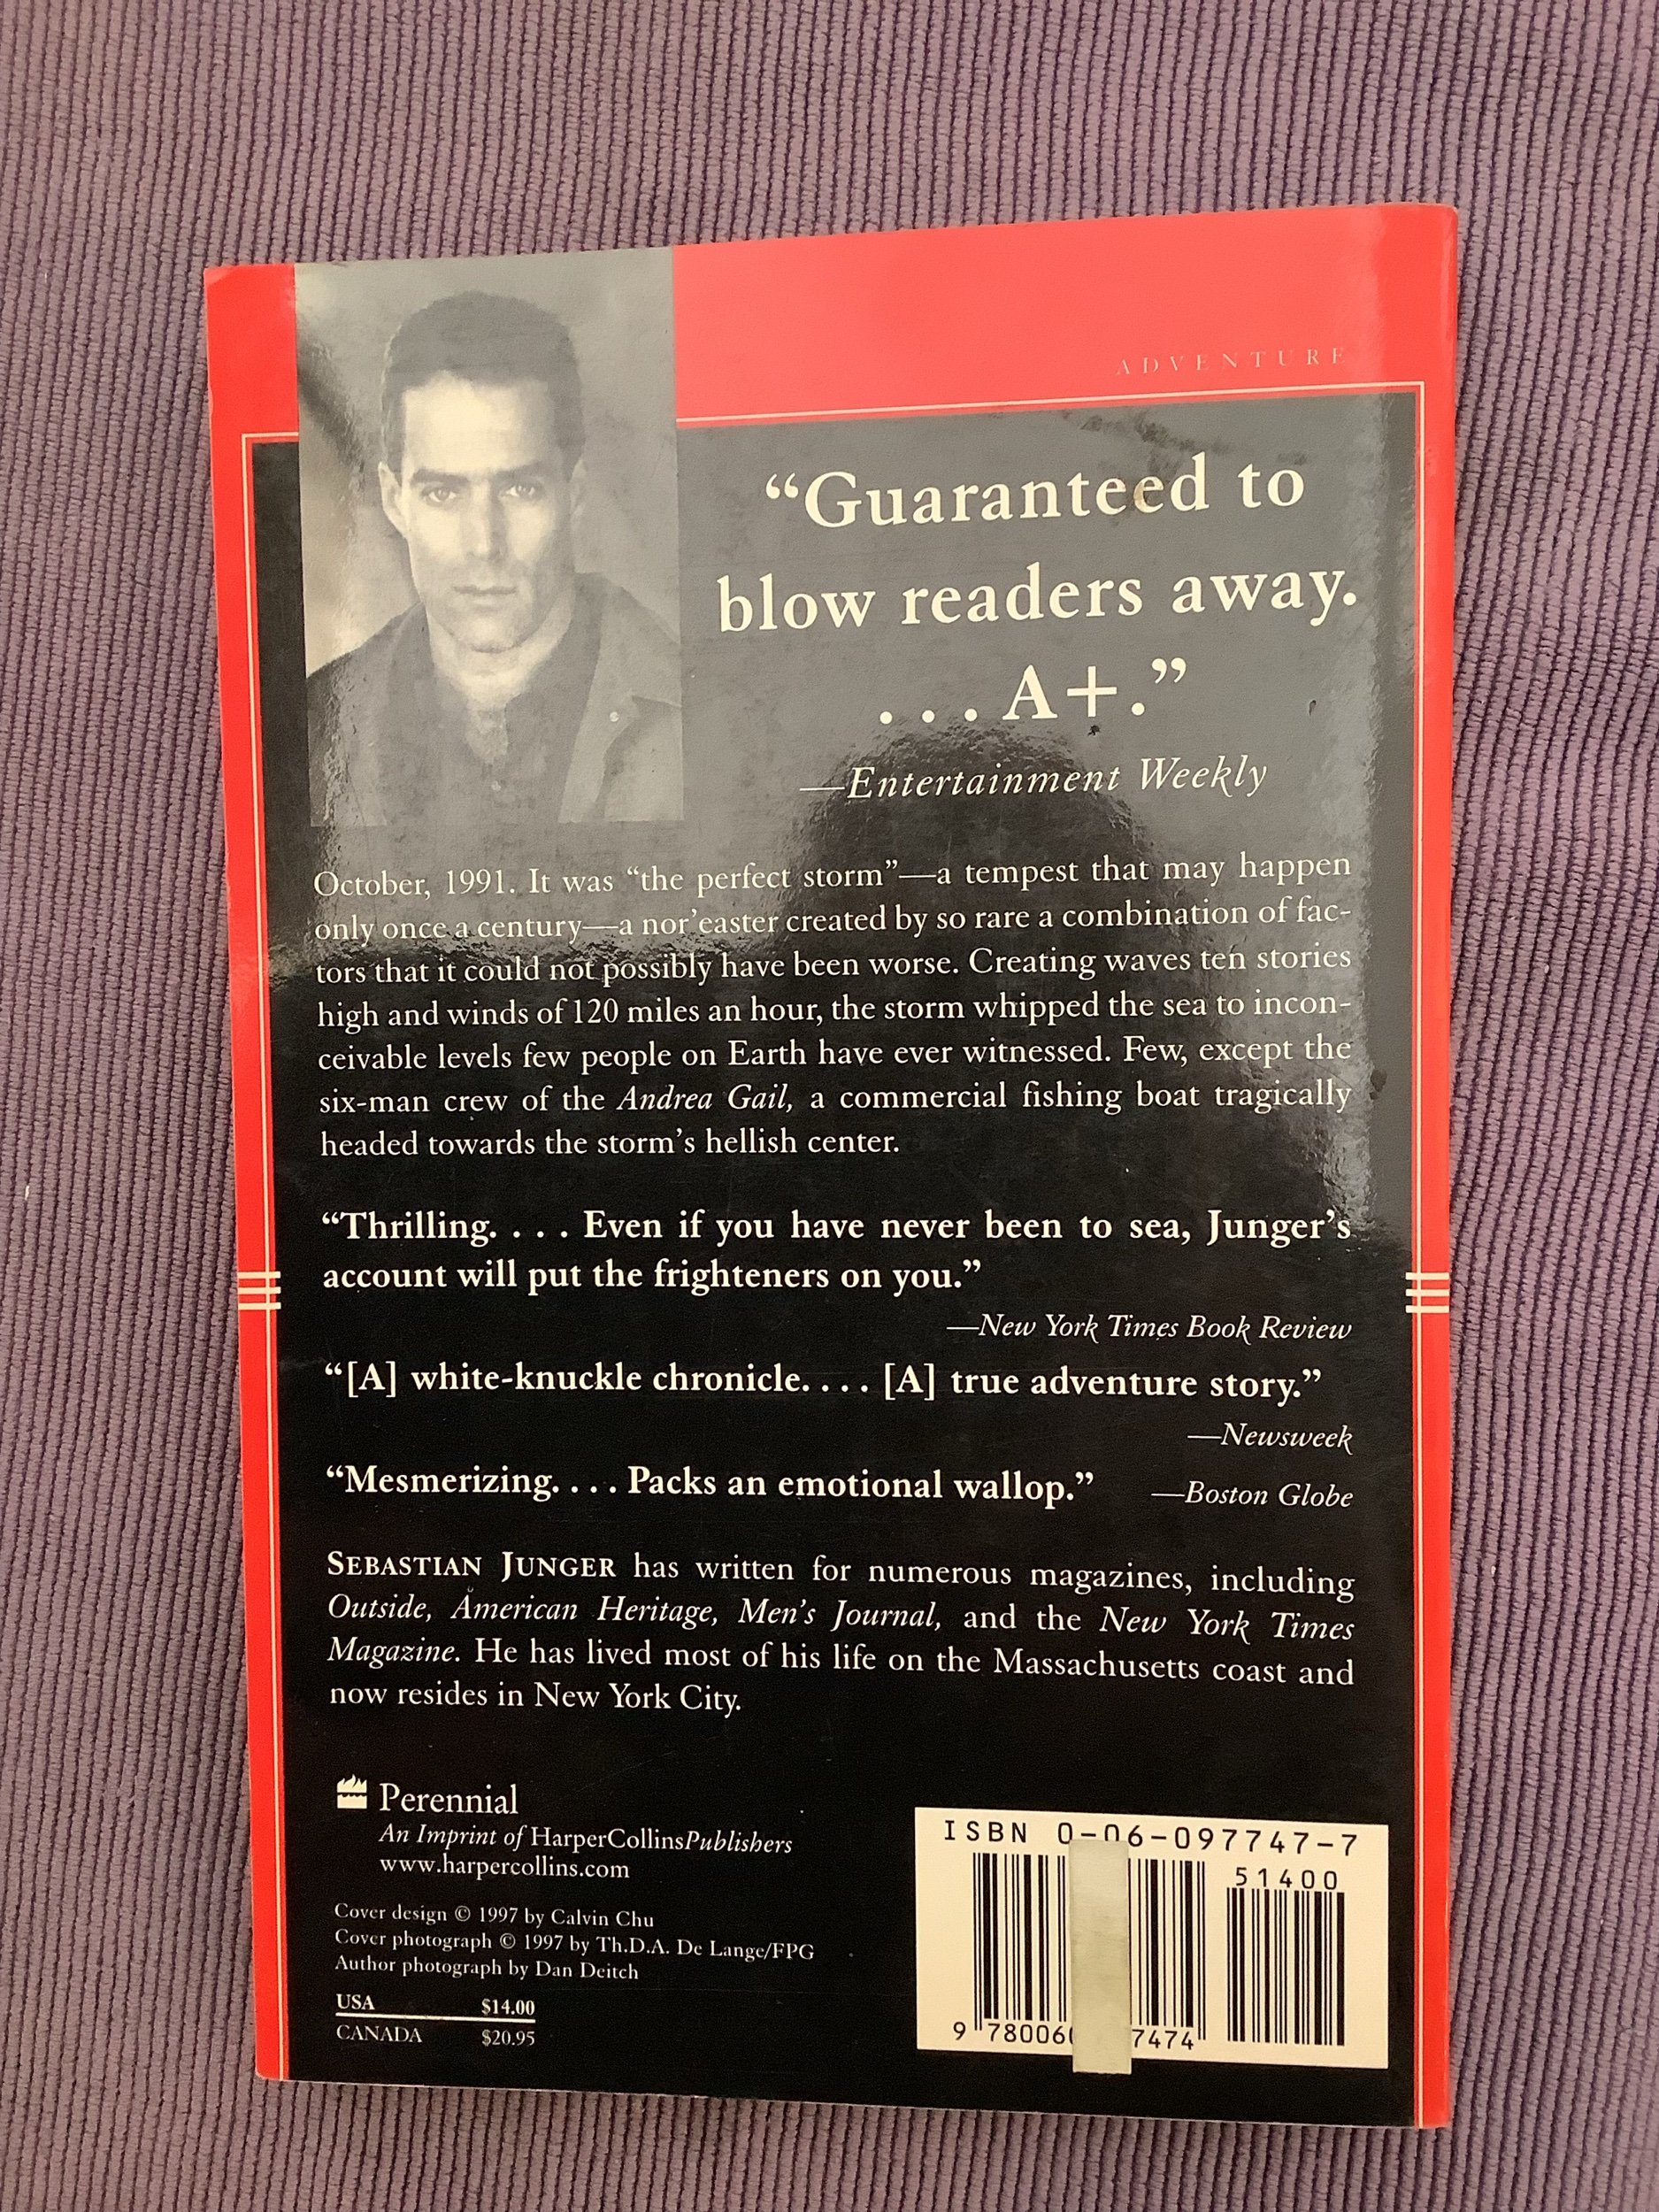 ADVENTURE
“Guaranteed to
blow readers away.
. . . A+.”
—Entertainment Weekly
October, 1991. It was “the perfect storm”—a tempest that may happen
only once a century—a nor’easter created by so rare a combination of fac-
tors that it could not possibly have been worse. Creating waves ten stories
high and winds of 120 miles an hour, the storm whipped the sea to incon-
ceivable levels few people on Earth have ever witnessed. Few, except the
six-man crew of the Andrea Gail, a commercial fishing boat tragically
headed towards the storm’s hellish center.
“Thrilling. . . . Even if you have never been to sea, Junger’s
account will put the frighteners on you.”
—New York Times Book Review
“[A] white-knuckle chronicle. . . . [A] true adventure story.”
—Newsweek
“Mesmerizing. . . . Packs an emotional wallop.” —Boston Globe
SEBASTIAN JUNGER has written for numerous magazines, including
Outside, American Heritage, Men’s Journal, and the New York Times
Magazine. He has lived most of his life on the Massachusetts coast and
now resides in New York City.
Perennial
An Imprint of HarperCollinsPublishers
www.harpercollins.com
Cover design © 1997 by Calvin Chu
Cover photograph © 1997 by Th.D.A. De Lange/FPG
Author photograph by Dan Deitch
USA $14.00
CANADA $20.95
ISBN 0-06-097747-7
51400
9 78006 7474